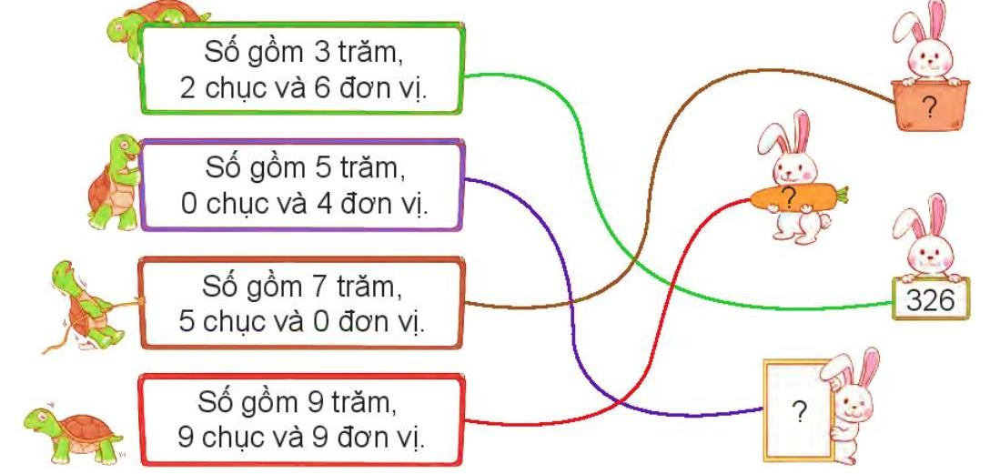 Số gồm 3 trăm,
2 chục và 6 đơn vị.
?
Số gồm 5 trăm,
0 chục và 4 đơn vị.
?
326
Số gồm 7 trăm,
5 chục và 0 đơn vị.
Số gồm 9 trăm,
9 chục và 9 đơn vị.
?